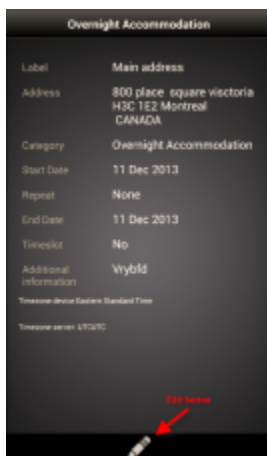 Overnight Accommodation
Label Main address
Address 800 place square visctoria
H3C 1E2 Montreal
CANADA
Category Overnight Accommodation
Start Date 11 Dec 2013
Repeat None
End Date 11 Dec 2013
Timeslot No
Additional Vrybfd
information
Timezone device Eastern Standard Time
Timezone server UTC/UTC
Edit